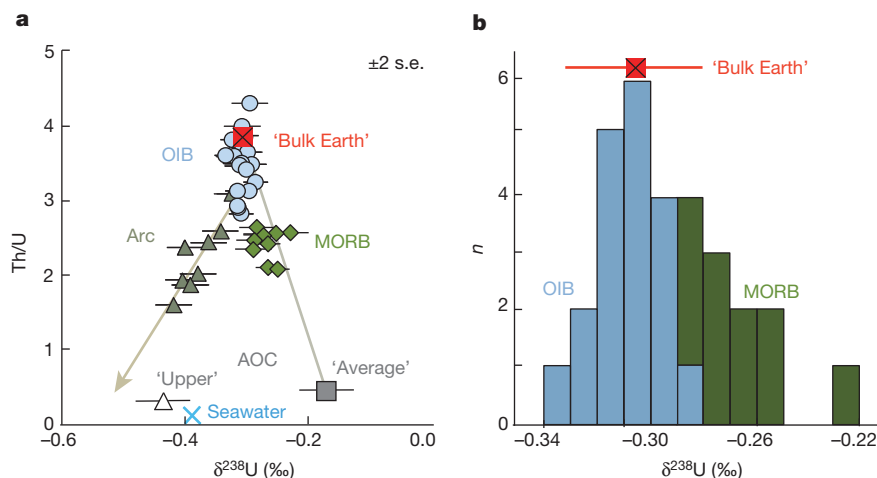 a
±2 s.e.
Th/U
5
4
3
2
1
0
OIB
'Bulk Earth'
Arc
MORB
AOC
'Upper'
'Average'
Seawater
−0.6
−0.4
−0.2
0.0
δ238U (‰)
b
n
6
4
2
0
'Bulk Earth'
OIB
MORB
−0.34
−0.30
−0.26
−0.22
δ238U (‰)